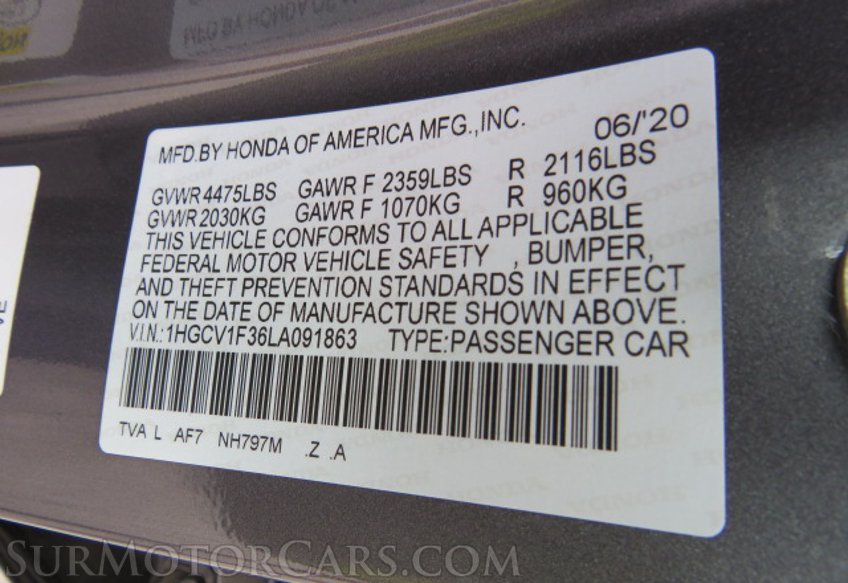 MFD.BY HONDA OF AMERICA MFG.,INC. 06/'20
GVWR 4475LBS GAWR F 2359LBS R 2116LBS
GVWR 2030KG GAWR F 1070KG R 960KG
THIS VEHICLE CONFORMS TO ALL APPLICABLE
FEDERAL MOTOR VEHICLE SAFETY , BUMPER,
AND THEFT PREVENTION STANDARDS IN EFFECT
ON THE DATE OF MANUFACTURE SHOWN ABOVE.
V.I.N.:1HGCV1F36LA091863 TYPE:PASSENGER CAR
TVA L AF7 NH797M .Z .A
SURMOTORCARS.COM